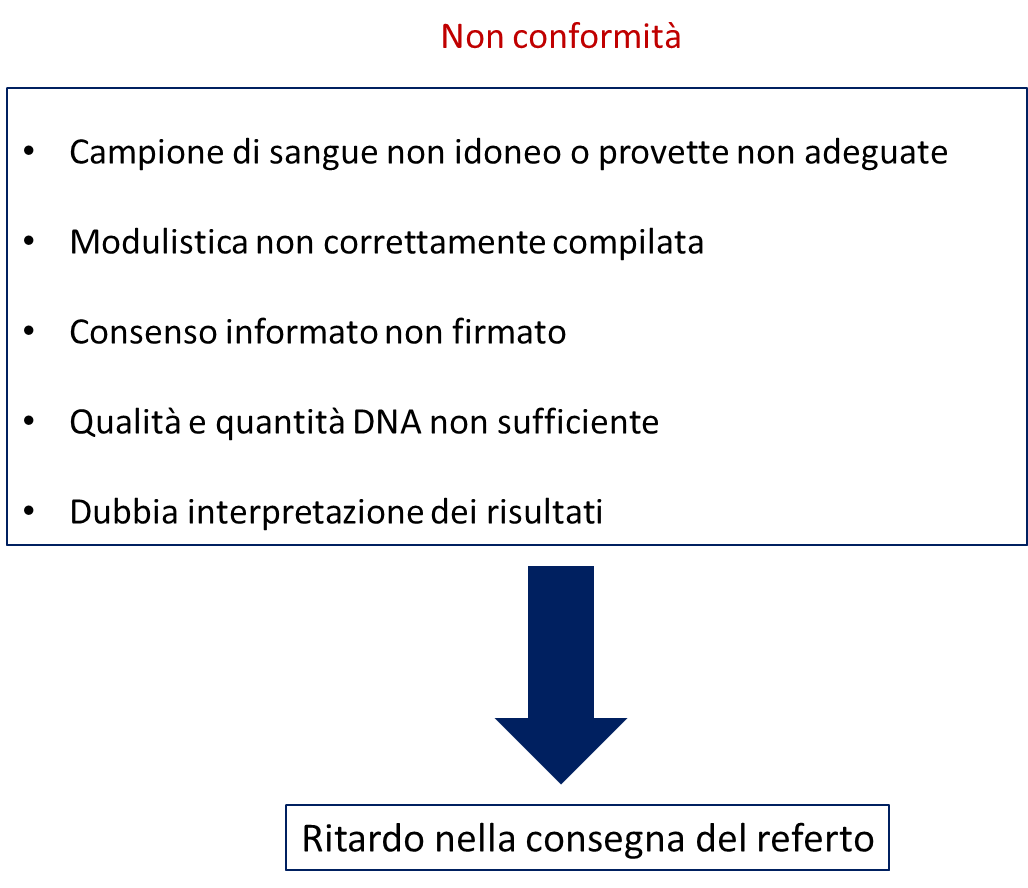 Non conformità
• Campione di sangue non idoneo o provette non adeguate
• Modulistica non correttamente compilata
• Consenso informato non firmato
• Qualità e quantità DNA non sufficiente
• Dubbia interpretazione dei risultati
Ritardo nella consegna del referto